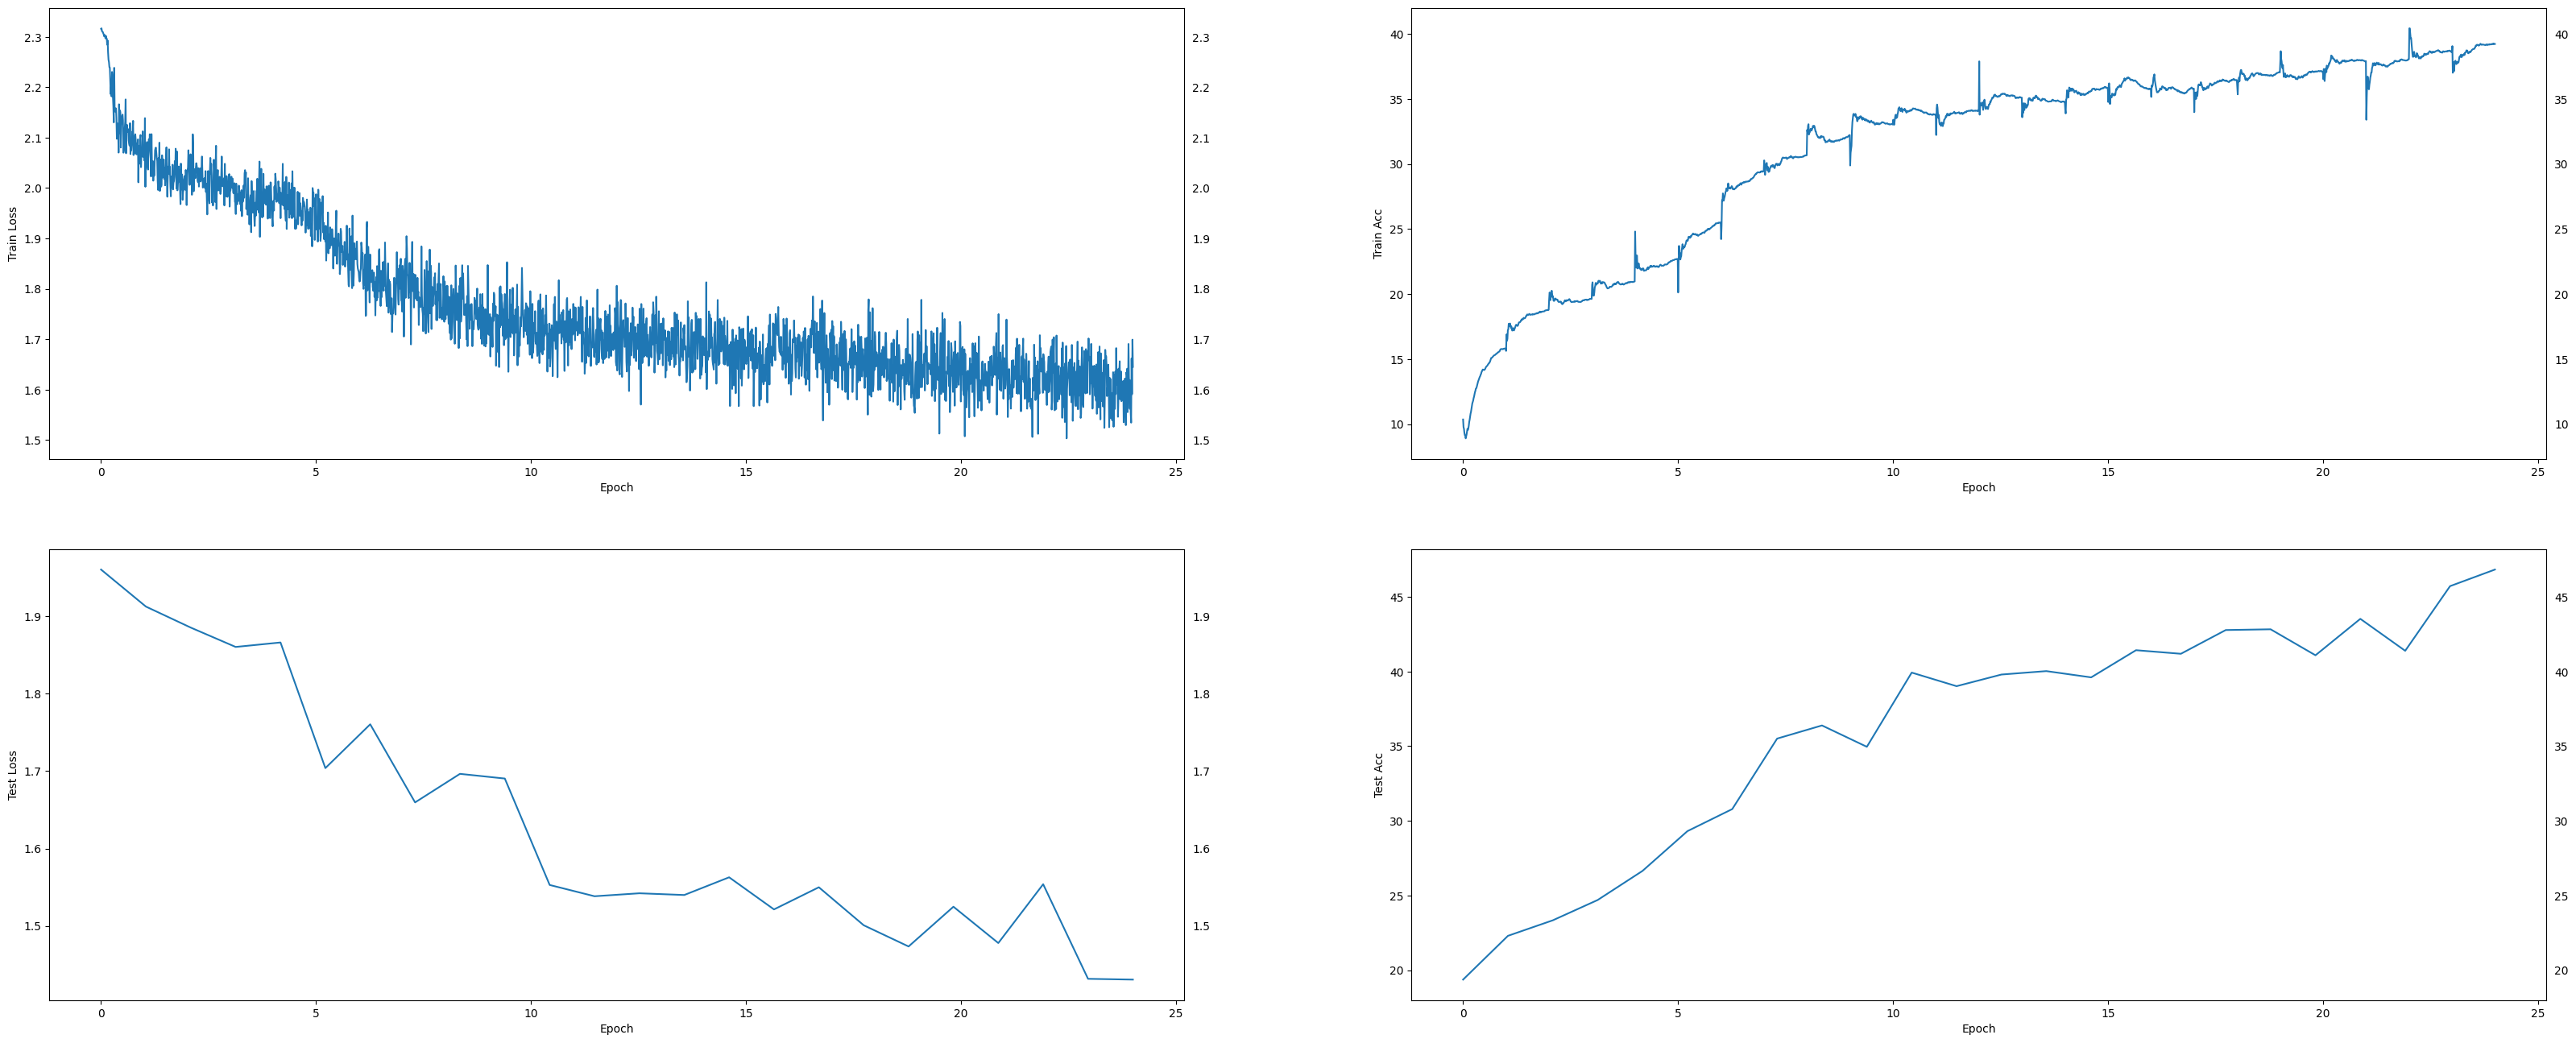 2.3 2.3 40 40
2.2 2.2 35 35
2.1 2.1 30 30
2.0 2.0 25 25
1.9 1.9 20 20
1.8 1.8 15 15
1.7 1.7 10 10
1.6 1.6
1.5 1.5
Train Loss
Train Acc
0 5 10 15 20 25 0 5 10 15 20 25
Epoch Epoch
1.9 1.9 45 45
1.8 1.8 40 40
1.7 1.7 35 35
1.6 1.6 30 30
1.5 1.5 25 25
20 20
Test Loss
Test Acc
0 5 10 15 20 25 0 5 10 15 20 25
Epoch Epoch